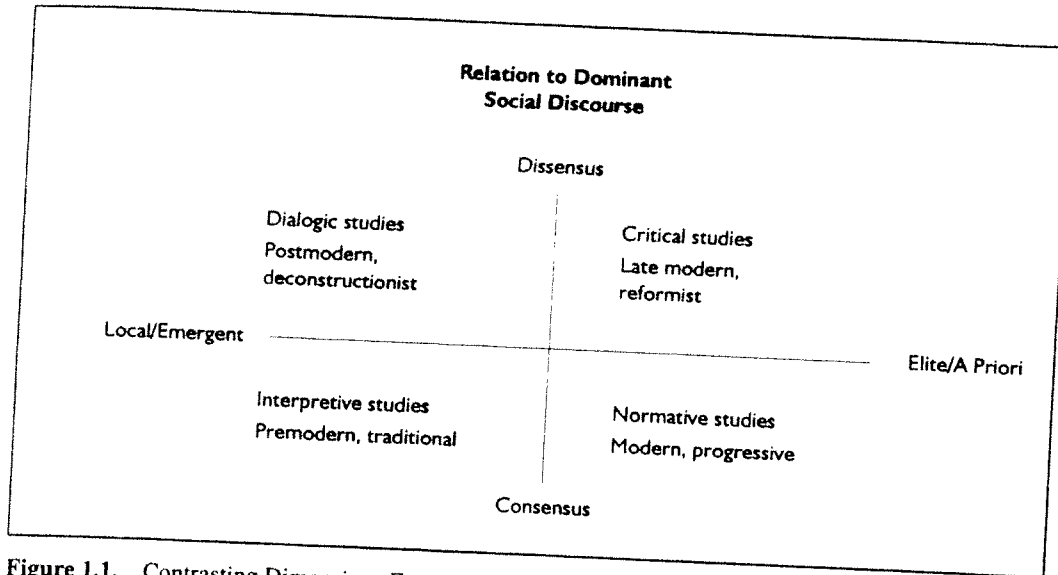 Relation to Dominant
Social Discourse
Dissensus
Dialogic studies
Postmodern,
deconstructionist
Critical studies
Late modern,
reformist
Local/Emergent
Elite/A Priori
Interpretive studies
Premodern, traditional
Normative studies
Modern, progressive
Consensus
Figure 1.1. Contrasting